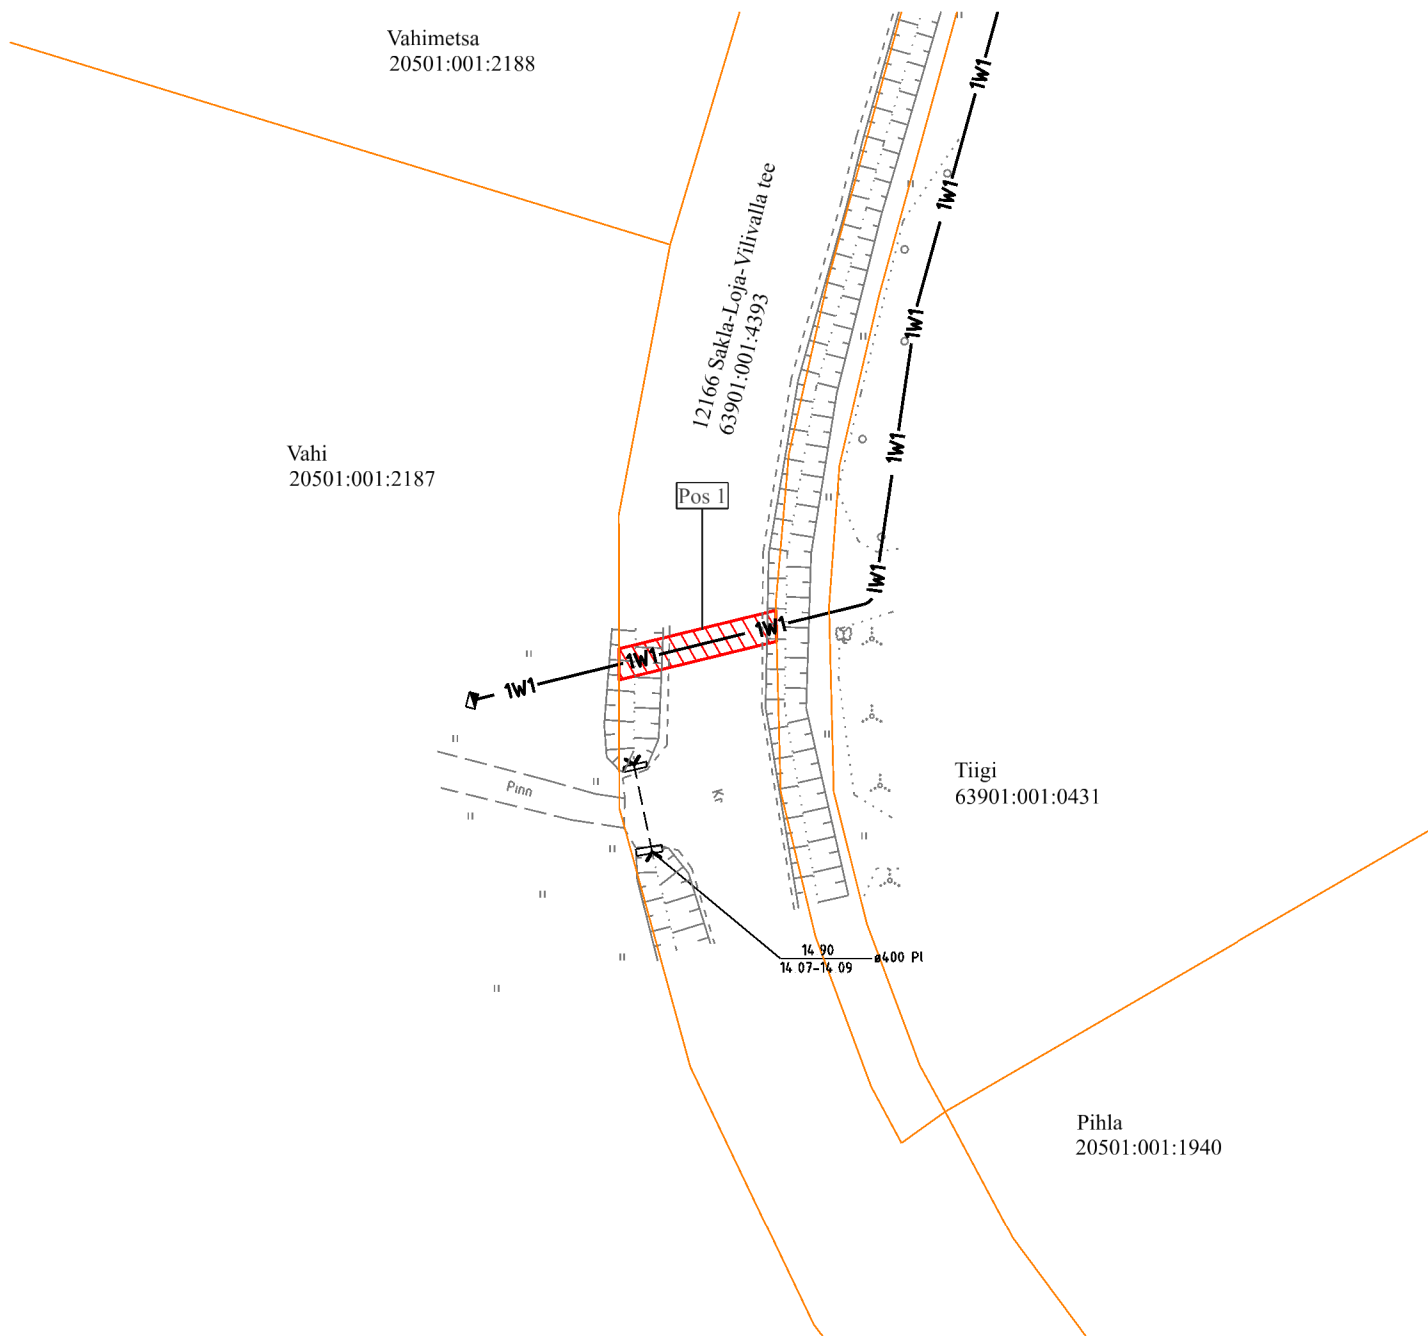 Vahimetsa
20501:001:2188
1W1
1W1
12166 Sakla-Loja-Vilivalla tee
63901:001:4393
1W1
Vahi
20501:001:2187
1W1
Pos 1
1W1
1W1
1W1
1W1
Tiigi
63901:001:0431
Pinn
Kr
14 90
14 07-14 09
ø400 Pl
Pihla
20501:001:1940